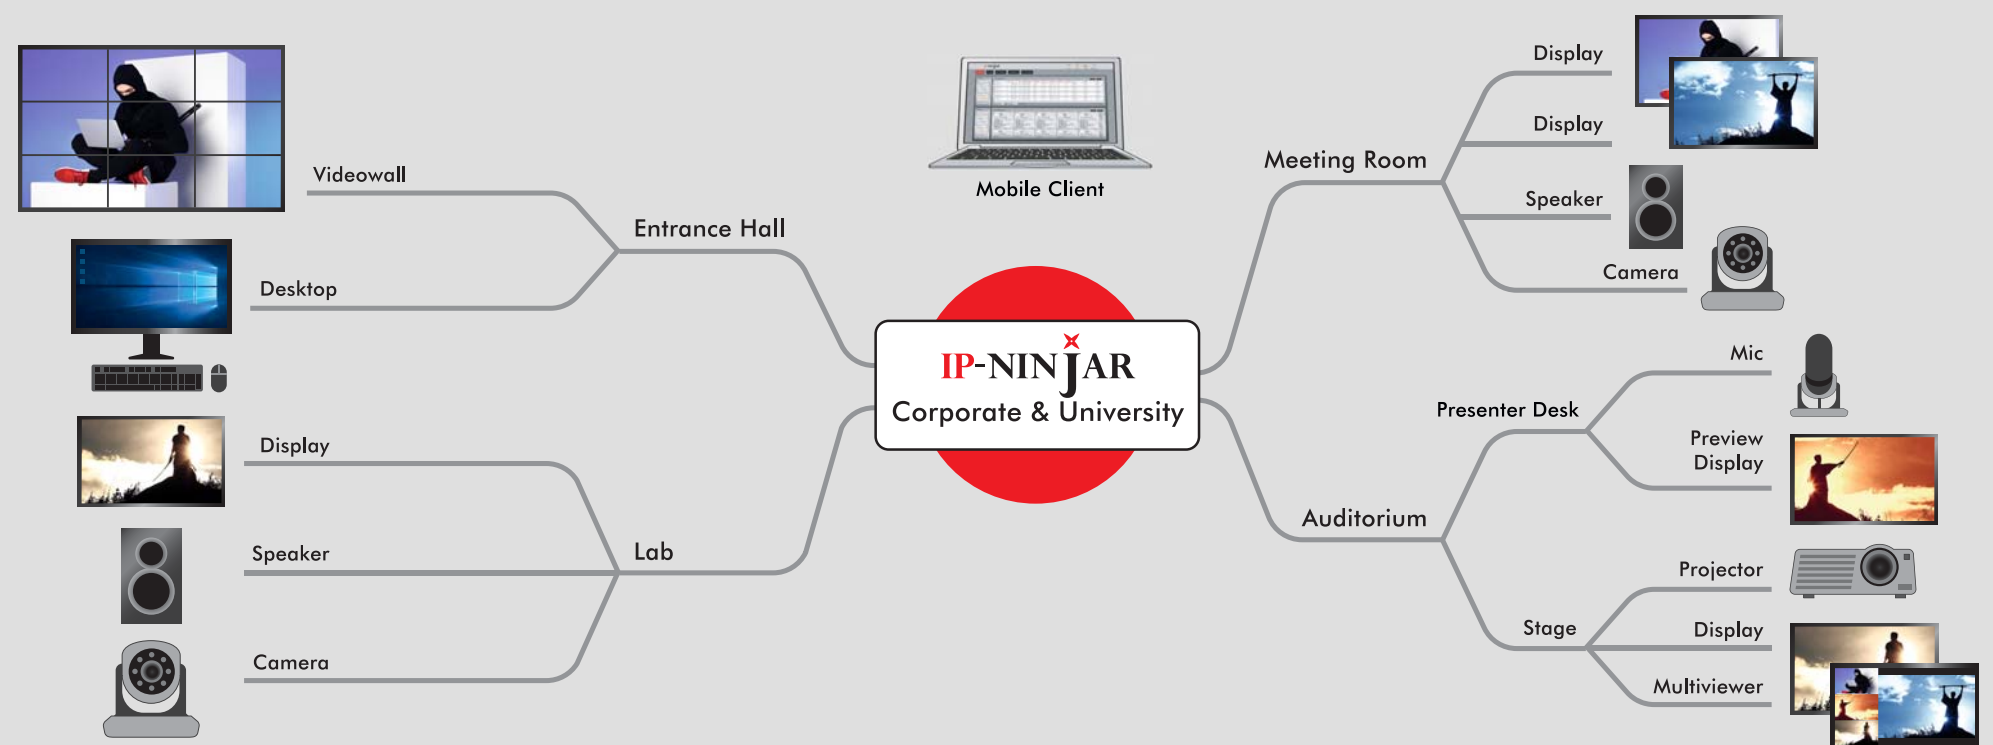 Videowall
Entrance Hall
Desktop
Display
Speaker
Lab
Camera
Mobile Client
IP-NINJAR
Corporate & University
Meeting Room
Display
Display
Speaker
Camera
Auditorium
Presenter Desk
Mic
Preview
Display
Stage
Projector
Display
Multiviewer